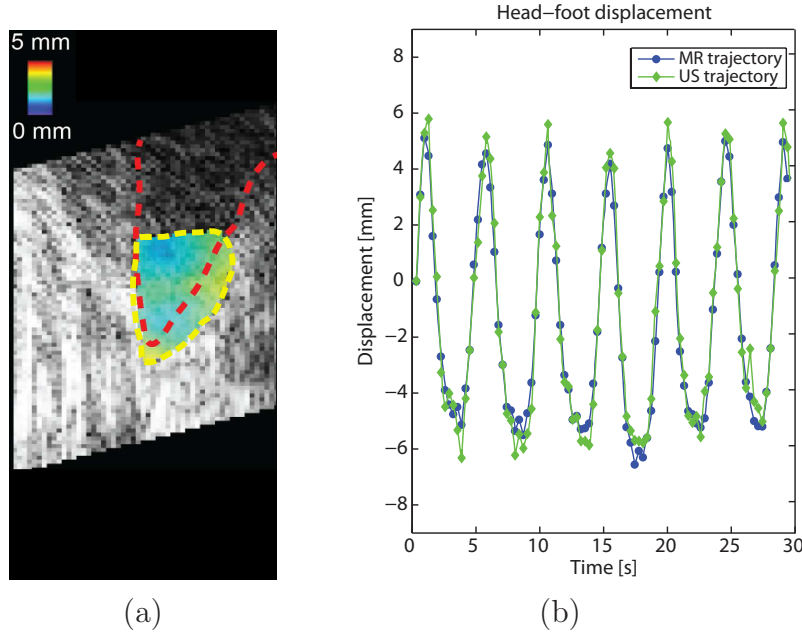 5 mm
0 mm
(a)
Head−foot displacement
MR trajectory
US trajectory
Displacement [mm]
8
6
4
2
0
−2
−4
−6
−8
0 5 10 15 20 25 30
Time [s]
(b)